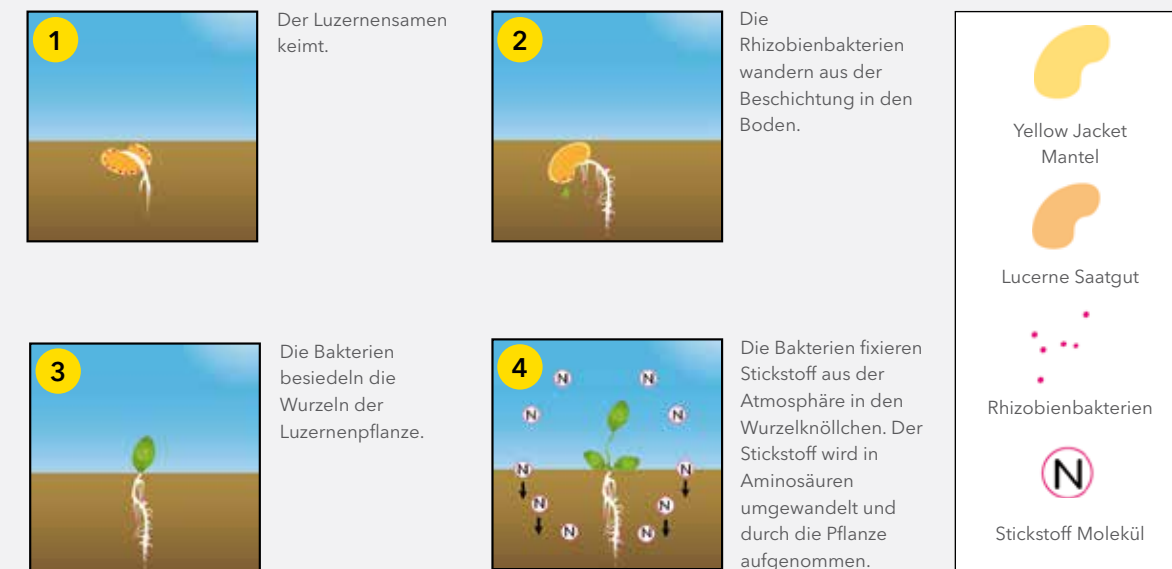 1
Der Luzernensamen
keimt.
2
Die
Rhizobienbakterien
wandern aus der
Beschichtung in den
Boden.
3
Die Bakterien
besiedeln die
Wurzeln der
Luzernenpflanze.
4
N N
N N
N N
N N
N N
Die Bakterien fixieren
Stickstoff aus der
Atmosphäre in den
Wurzelknöllchen. Der
Stickstoff wird in
Aminosäuren
umgewandelt und
durch die Pflanze
aufgenommen.
Yellow Jacket
Mantel
Lucerne Saatgut
Rhizobienbakterien
N
Stickstoff Molekül